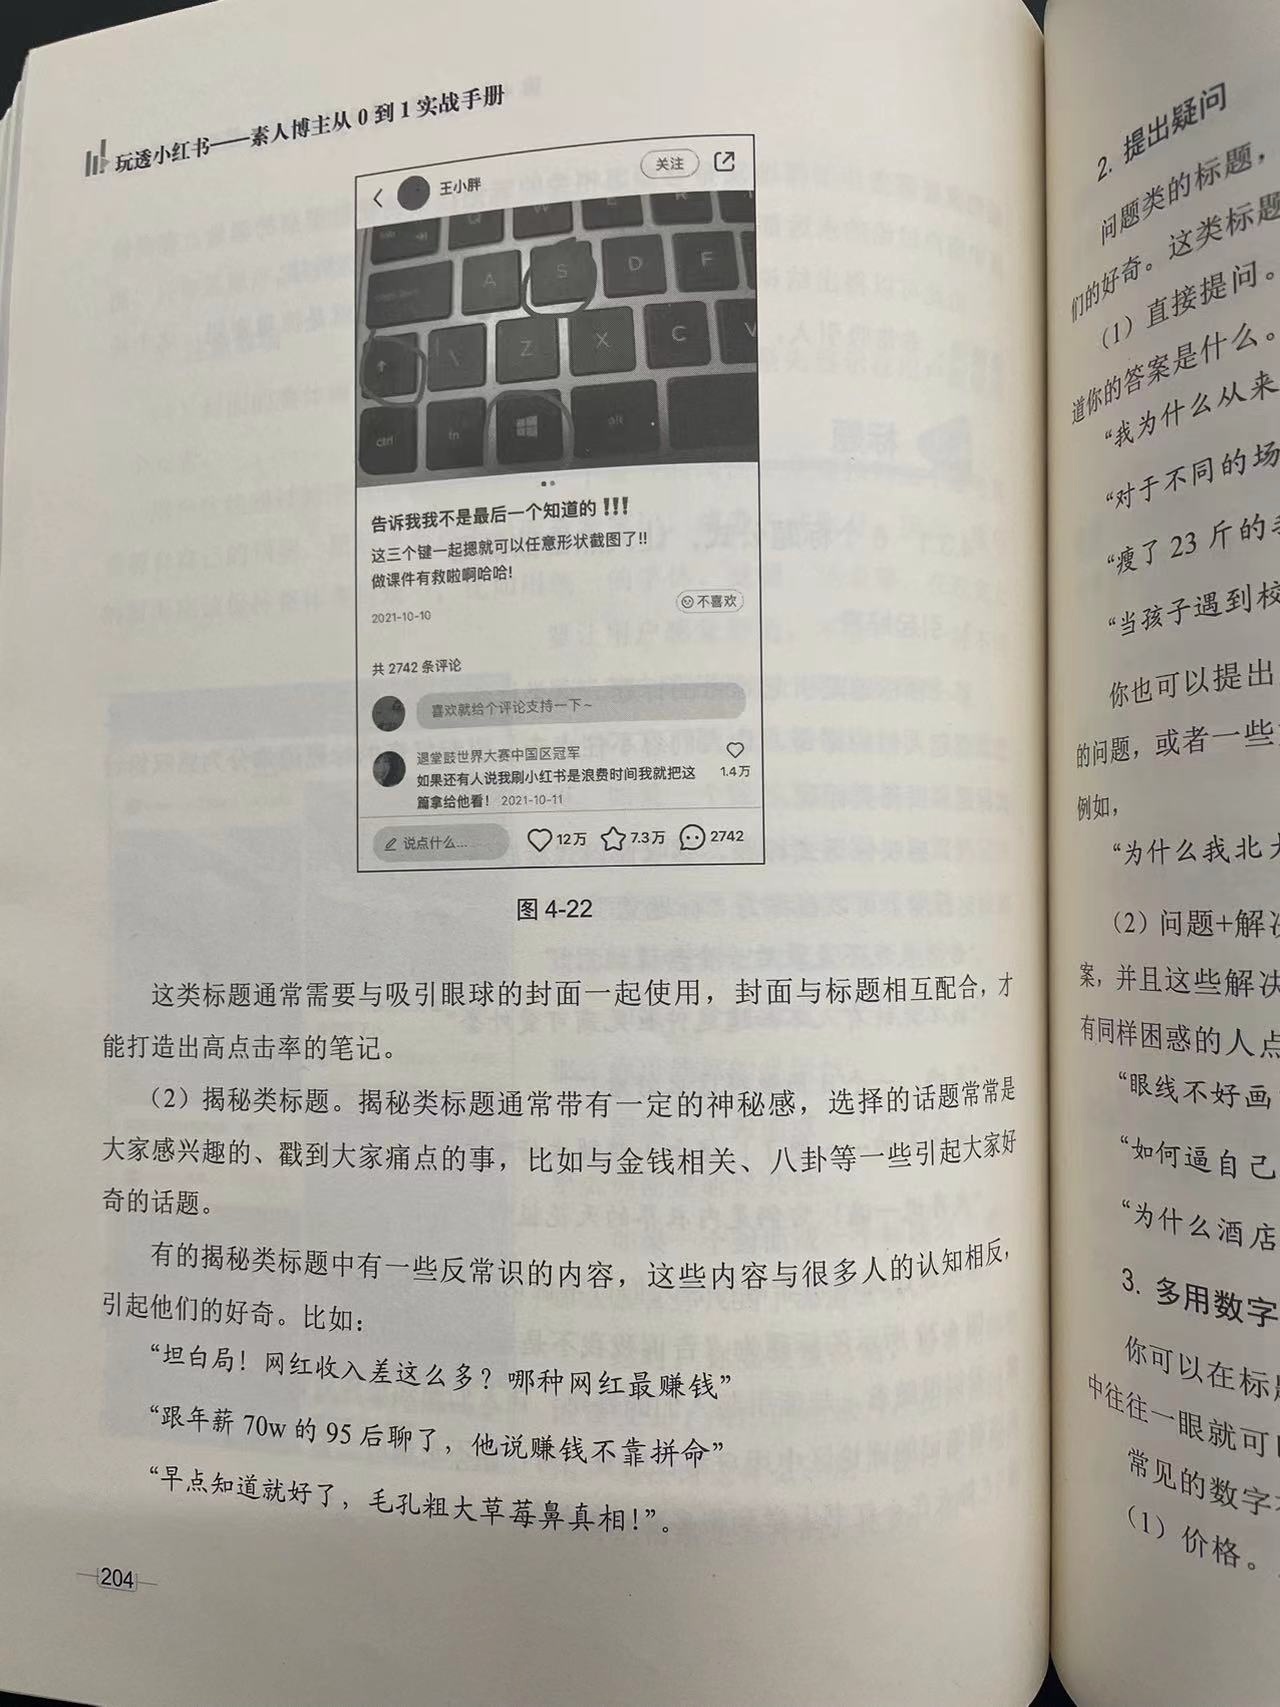 玩透小红书——素人博主从0到1实战手册
王小胖
关注
Q
W
E
R
A
S
D
F
Z
X
C
V
ctrl
fn
alt
告诉我我不是最后一个知道的!!!
这三个键一起摁就可以任意形状截图了!!
做课件有救啦啊哈哈!
2021-10-10
不喜欢
共 2742 条评论
喜欢就给个评论支持一下~
退堂鼓世界大赛中国区冠军
如果还有人说我刷小红书是浪费时间我就把这
篇拿给他看! 2021-10-11
1.4万
说点什么...
12万
7.3万
2742
图 4-22
这类标题通常需要与吸引眼球的封面一起使用，封面与标题相互配合，才
能打造出高点击率的笔记。
（2）揭秘类标题。揭秘类标题通常带有一定的神秘感，选择的话题常常是
大家感兴趣的、戳到大家痛点的事，比如与金钱相关、八卦等一些引起大家好
奇的话题。
有的揭秘类标题中有一些反常识的内容，这些内容与很多人的认知相反，
引起他们的好奇。比如：
“坦白局！网红收入差这么多？哪种网红最赚钱”
“跟年薪 70w 的 95 后聊了，他说赚钱不靠拼命”
“早点知道就好了，毛孔粗大草莓鼻真相！”。
204
2. 提出疑问
问题类的标题，
们的好奇。这类标题
（1）直接提问。
道你的答案是什么。
“我为什么从来
“对于不同的场
“瘦了 23 斤的
“当孩子遇到校
你也可以提出
的问题，或者一些
例如，
“为什么我北
（2）问题+解决
案，并且这些解决
有同样困惑的人点
“眼线不好画
“如何逼自己
“为什么酒店
3. 多用数字
你可以在标
中往往一眼就可
常见的数字
（1）价格。